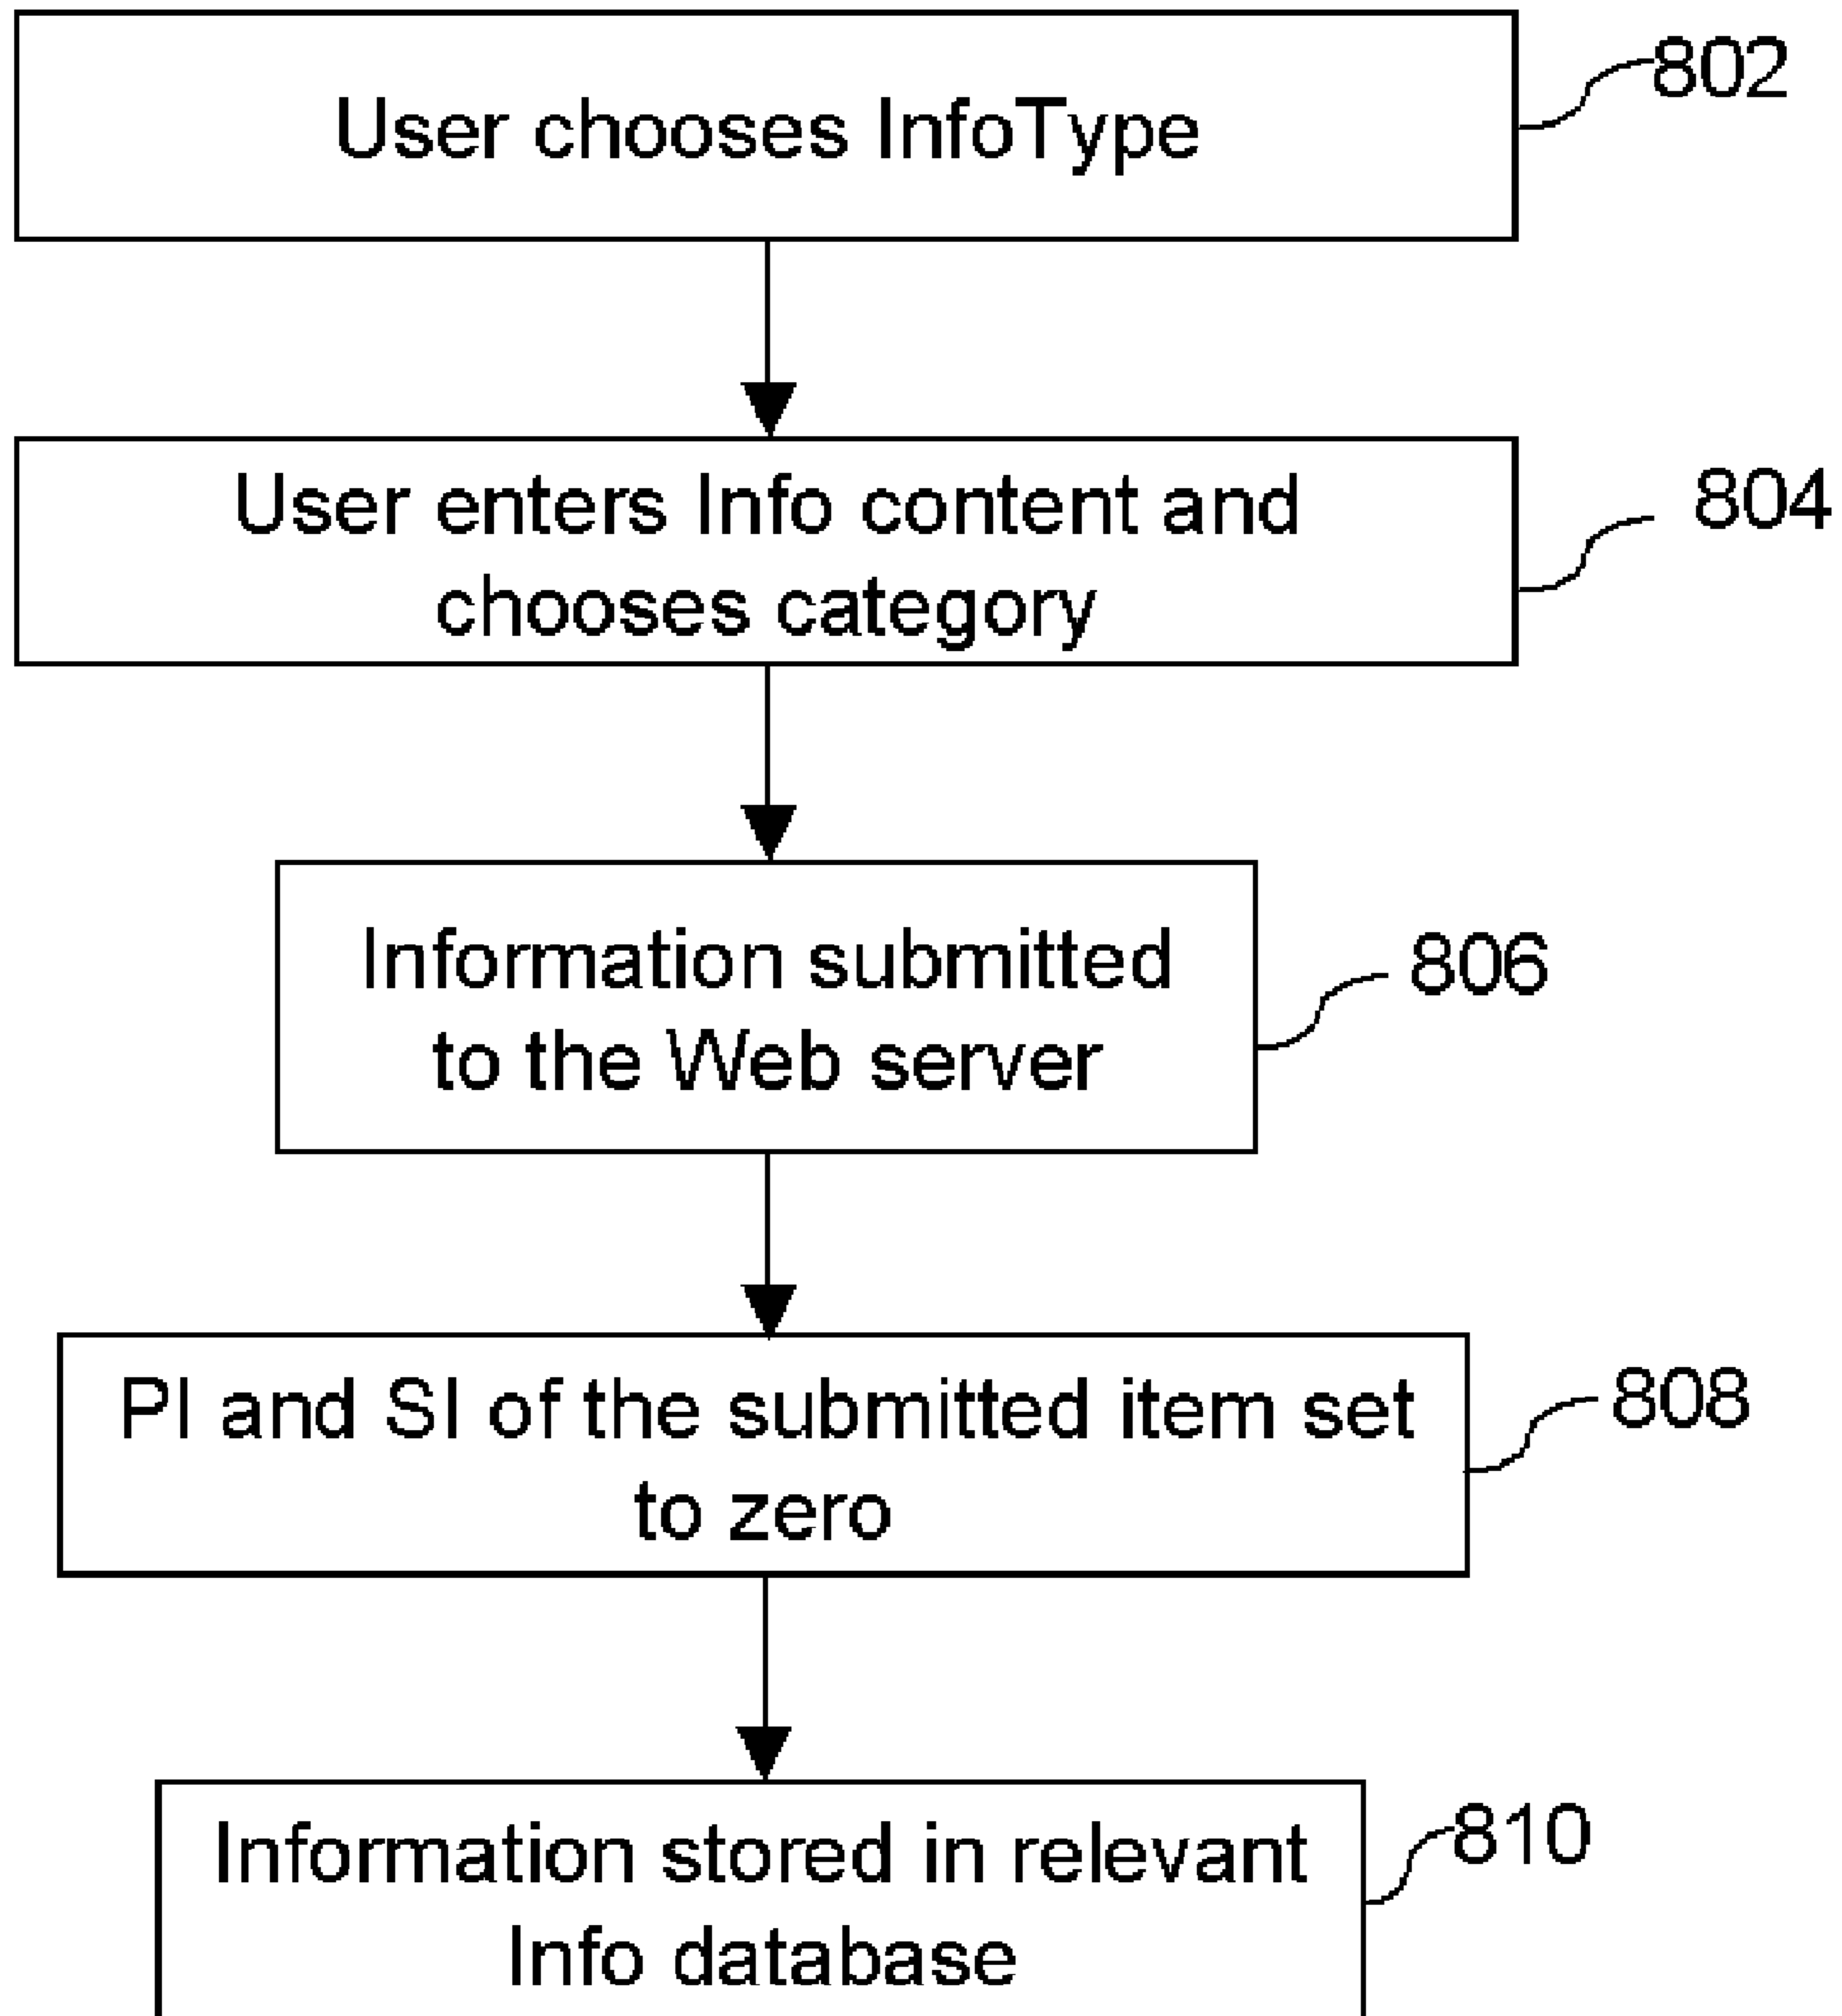 User chooses InfoType
802
User enters Info content and
chooses category
804
Information submitted
to the Web server
806
PI and SI of the submitted item set
to zero
808
Information stored in relevant
Info database
810